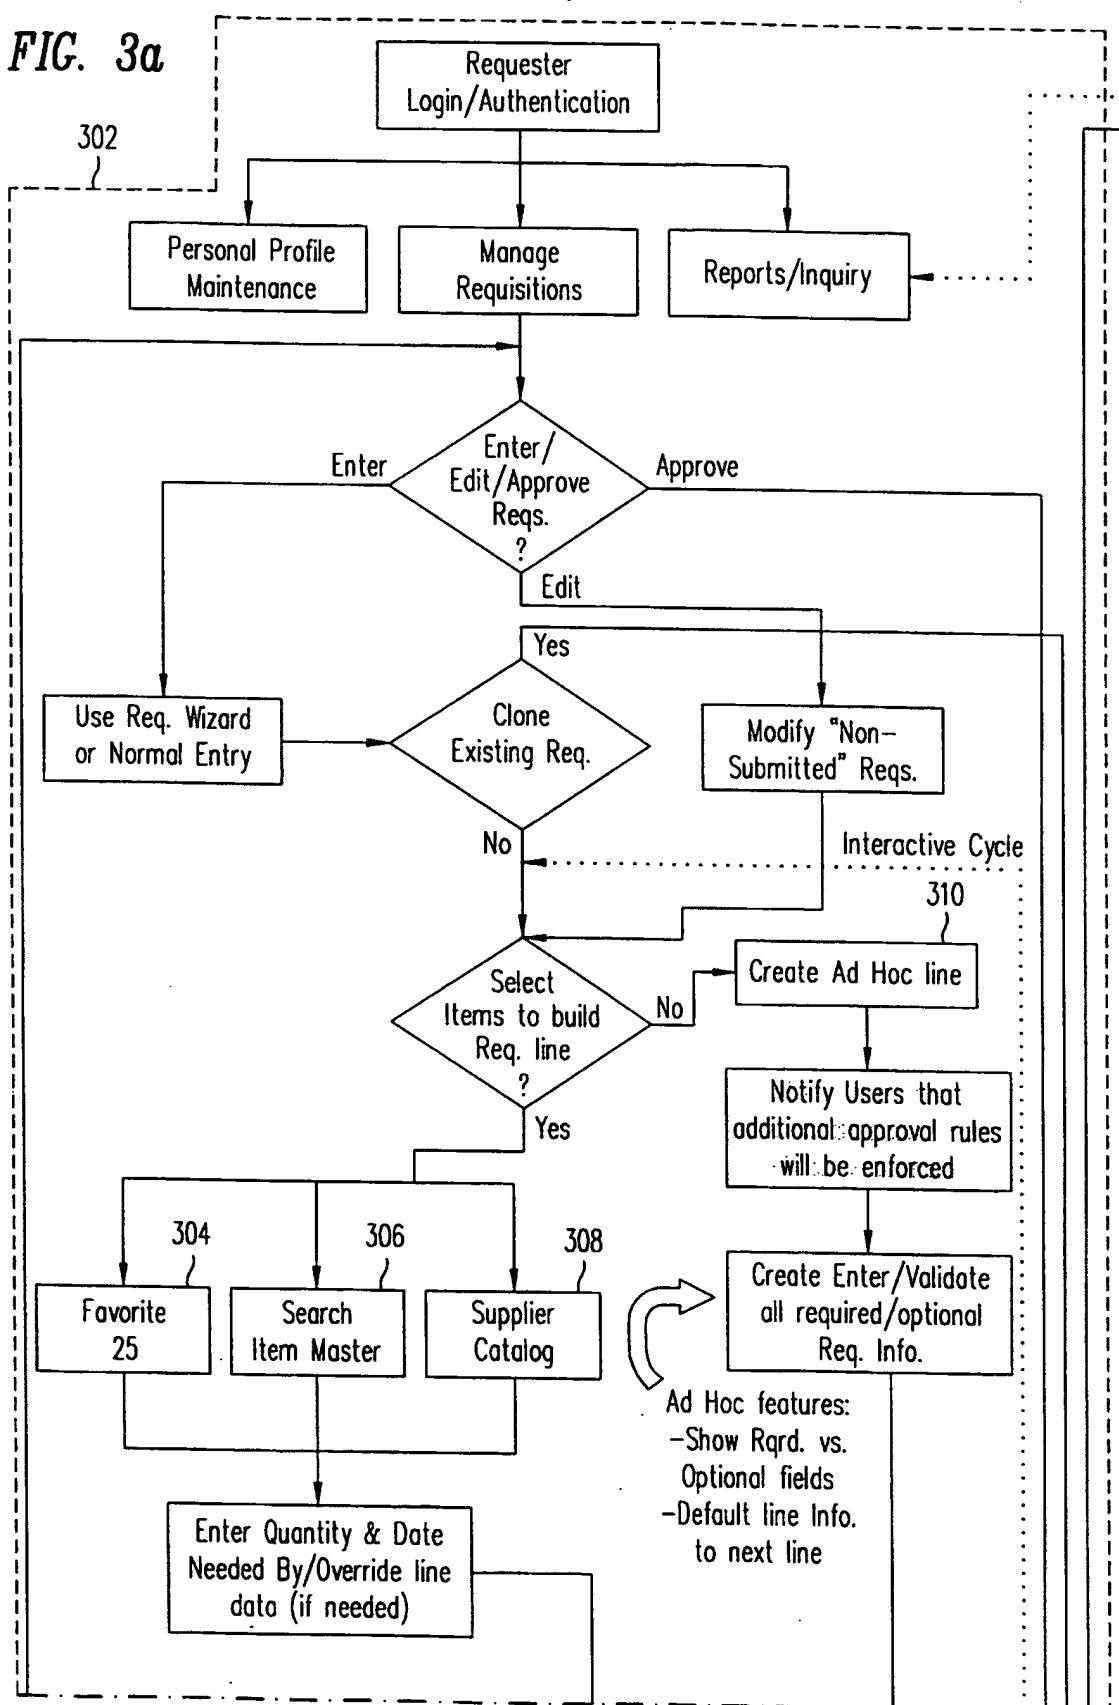 FIG. 3a
Requester
Login/Authentication
302
Personal Profile
Maintenance
Manage
Requisitions
Reports/Inquiry
Enter/
Edit/Approve
Reqs.
?
Enter
Approve
Edit
Yes
Use Req. Wizard
or Normal Entry
Clone
Existing Req.
Modify "Non-
Submitted" Reqs.
No
Interactive Cycle
310
Select
Items to build
Req. line
?
No
Create Ad Hoc line
Yes
Notify Users that
additional approval rules
will be enforced
304
306
308
Favorite
25
Search
Item Master
Supplier
Catalog
Create Enter/Validate
all required/optional
Req. Info.
Ad Hoc features:
-Show Rqrd. vs.
Optional fields
-Default line Info.
to next line
Enter Quantity & Date
Needed By/Override line
data (if needed)